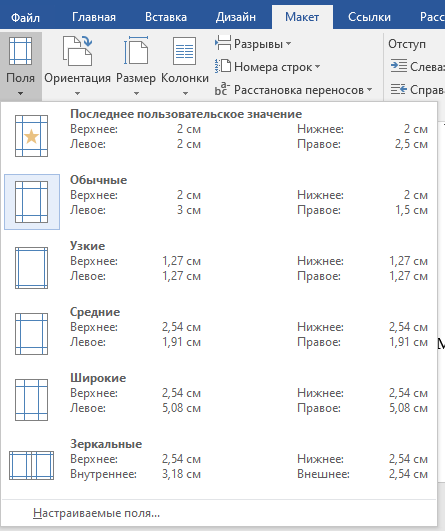 Файл Главная Вставка Дизайн Макет Ссылки Расс
Поля Ориентация Размер Колонки Разрывы Отступ
Номера строк Слева:
Расстановка переносов Справа
Последнее пользовательское значение
Верхнее: 2 см Нижнее: 2 см
Левое: 2 см Правое: 2,5 см
Обычные
Верхнее: 2 см Нижнее: 2 см
Левое: 3 см Правое: 1,5 см
Узкие
Верхнее: 1,27 см Нижнее: 1,27 см
Левое: 1,27 см Правое: 1,27 см
Средние
Верхнее: 2,54 см Нижнее: 2,54 см
Левое: 1,91 см Правое: 1,91 см
Широкие
Верхнее: 2,54 см Нижнее: 2,54 см
Левое: 5,08 см Правое: 5,08 см
Зеркальные
Верхнее: 2,54 см Нижнее: 2,54 см
Внутреннее: 3,18 см Внешнее: 2,54 см
Настраиваемые поля...